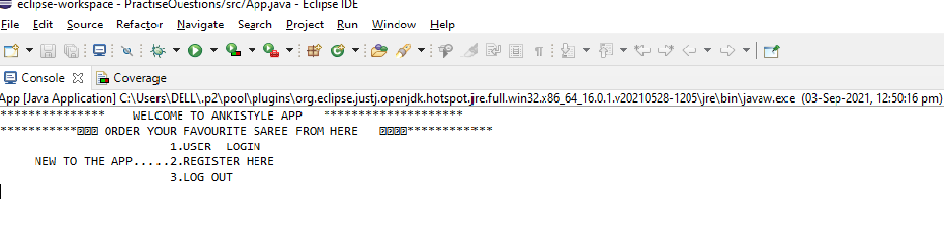 eclipse-workspace - PractiseQuestions/src/App.java - Eclipse IDE
File Edit Source Refactor Navigate Search Project Run Window Help
Console Coverage
App [Java Application] C:\Users\DELL\.p2\pool\plugins\org.eclipse.justj.openjdk.hotspot.jre.full.win32.x86_64_16.0.1.v20210528-1205\jre\bin\javaw.exe (03-Sep-2021, 12:50:16 pm)
*************** WELCOME TO ANKISTYLE APP ********************
*********** ORDER YOUR FAVOURITE SAREE FROM HERE ************
1.USER LOGIN
NEW TO THE APP.....2.REGISTER HERE
3.LOG OUT